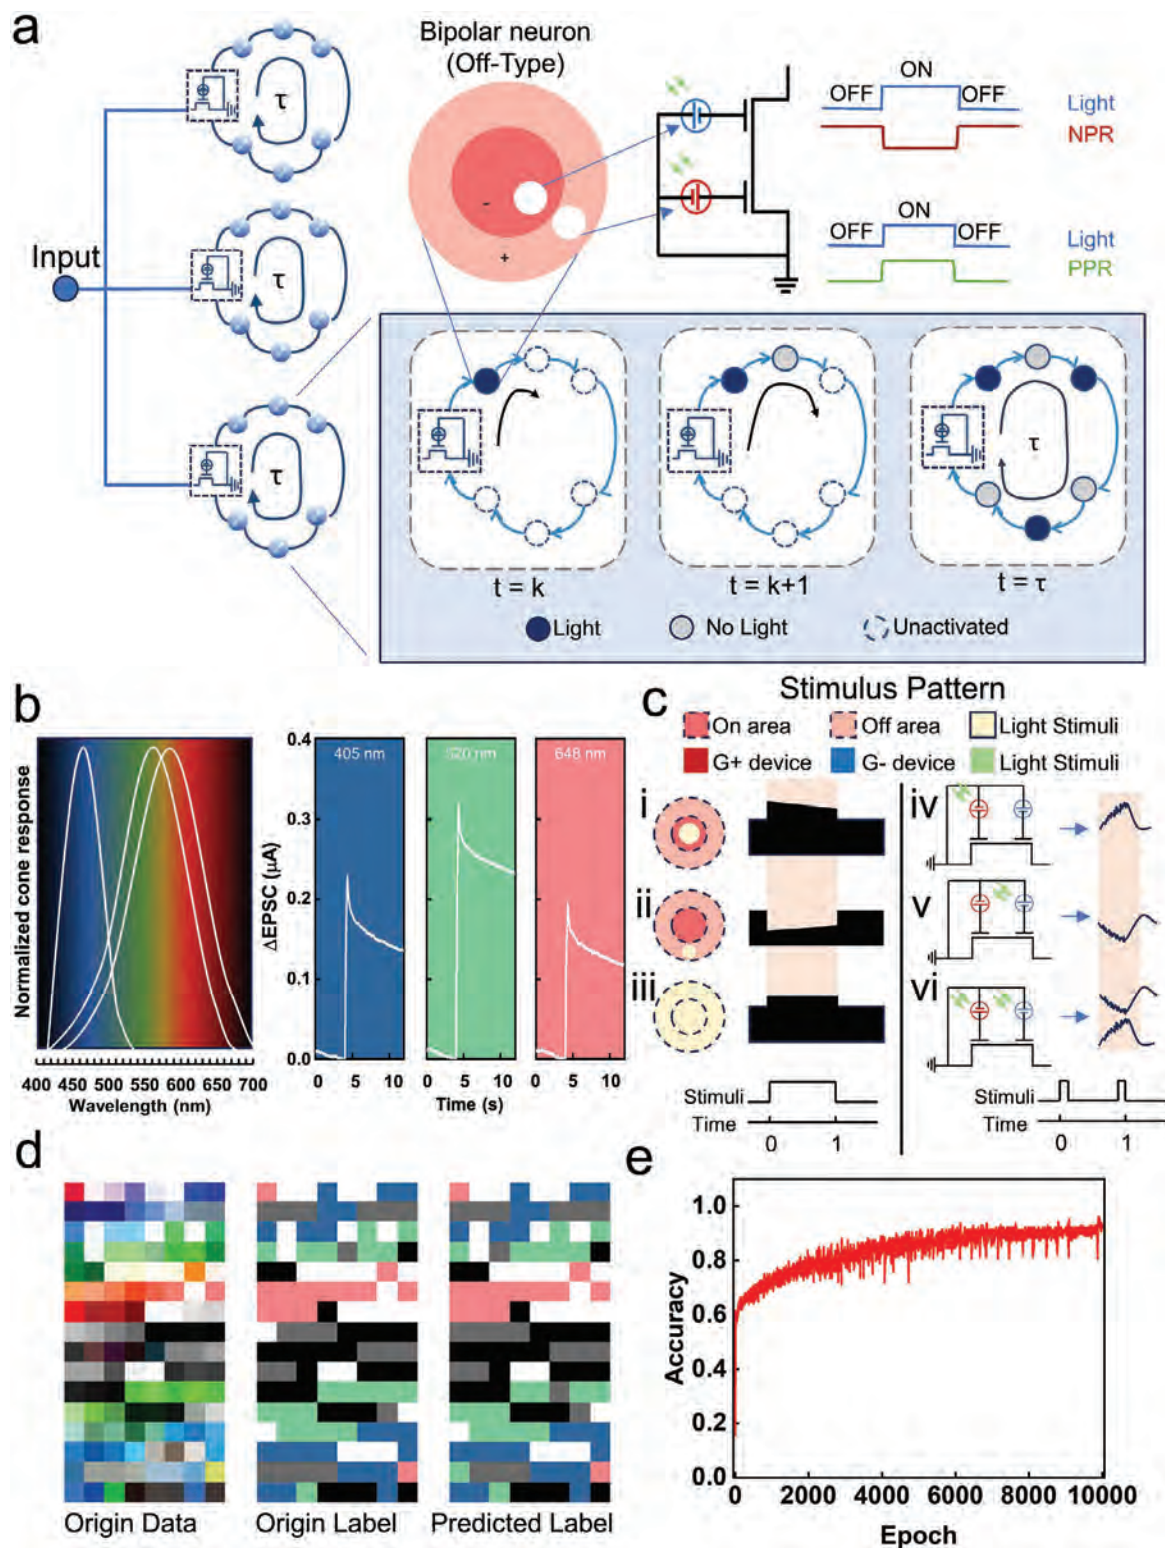 a
Bipolar neuron
(Off-Type)
Input
τ
τ
τ
-
+
OFF
ON
OFF
Light
NPR
OFF
ON
OFF
Light
PPR
τ
t = k
t = k+1
t = τ
Light
No Light
Unactivated
b
Normalized cone response
400 450 500 550 600 650 700
Wavelength (nm)
ΔEPSC (μA)
0.4
0.3
0.2
0.1
0.0
405 nm
520 nm
648 nm
0 5 10
0 5 10
0 5 10
Time (s)
c
Stimulus Pattern
On area
Off area
Light Stimuli
G+ device
G- device
Light Stimuli
i
ii
iii
Stimuli
Time
0 1
iv
v
vi
Stimuli
Time
0 1
d
Origin Data
Origin Label
Predicted Label
e
Accuracy
1.0
0.8
0.6
0.4
0.2
0.0
0 2000 4000 6000 8000 10000
Epoch